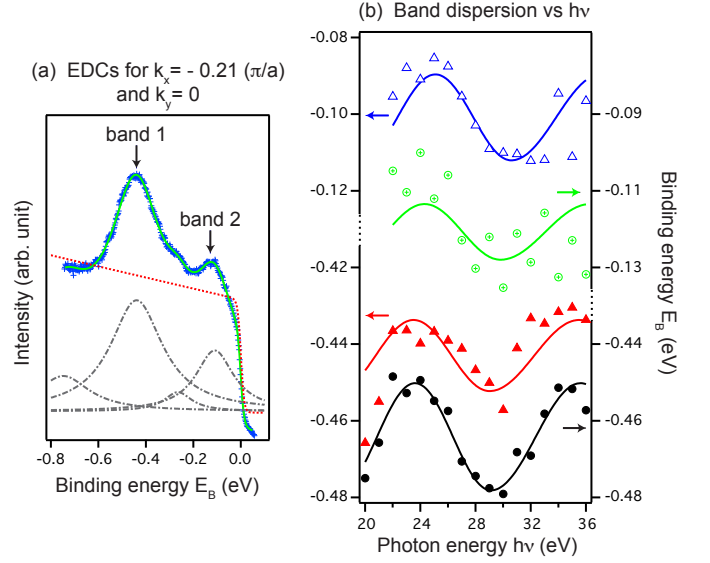 (b) Band dispersion vs hν
(a) EDCs for kx= - 0.21 (π/a)
and ky= 0
band 1
band 2
Intensity (arb. unit)
-0.8 -0.6 -0.4 -0.2 0.0
Binding energy EB (eV)
-0.08
-0.10
-0.12
-0.42
-0.44
-0.46
-0.48
-0.09
-0.11
-0.13
-0.44
-0.46
-0.48
Binding energy EB (eV)
20 24 28 32 36
Photon energy hν (eV)